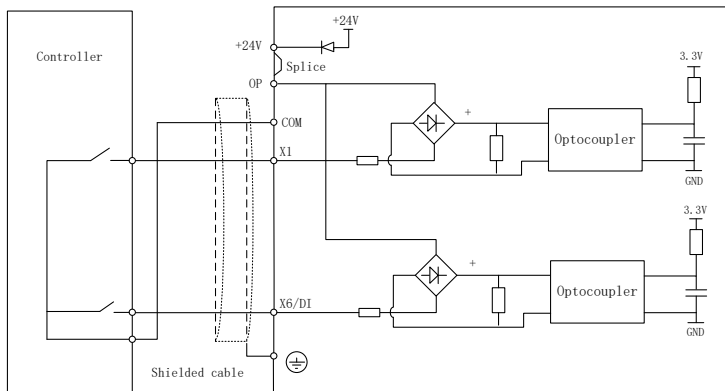 +24V
+24V
Controller
Splice
3.3V
OP
COM
+
Optocoupler
X1
GND
3.3V
+
Optocoupler
X6/DI
GND
Shielded cable